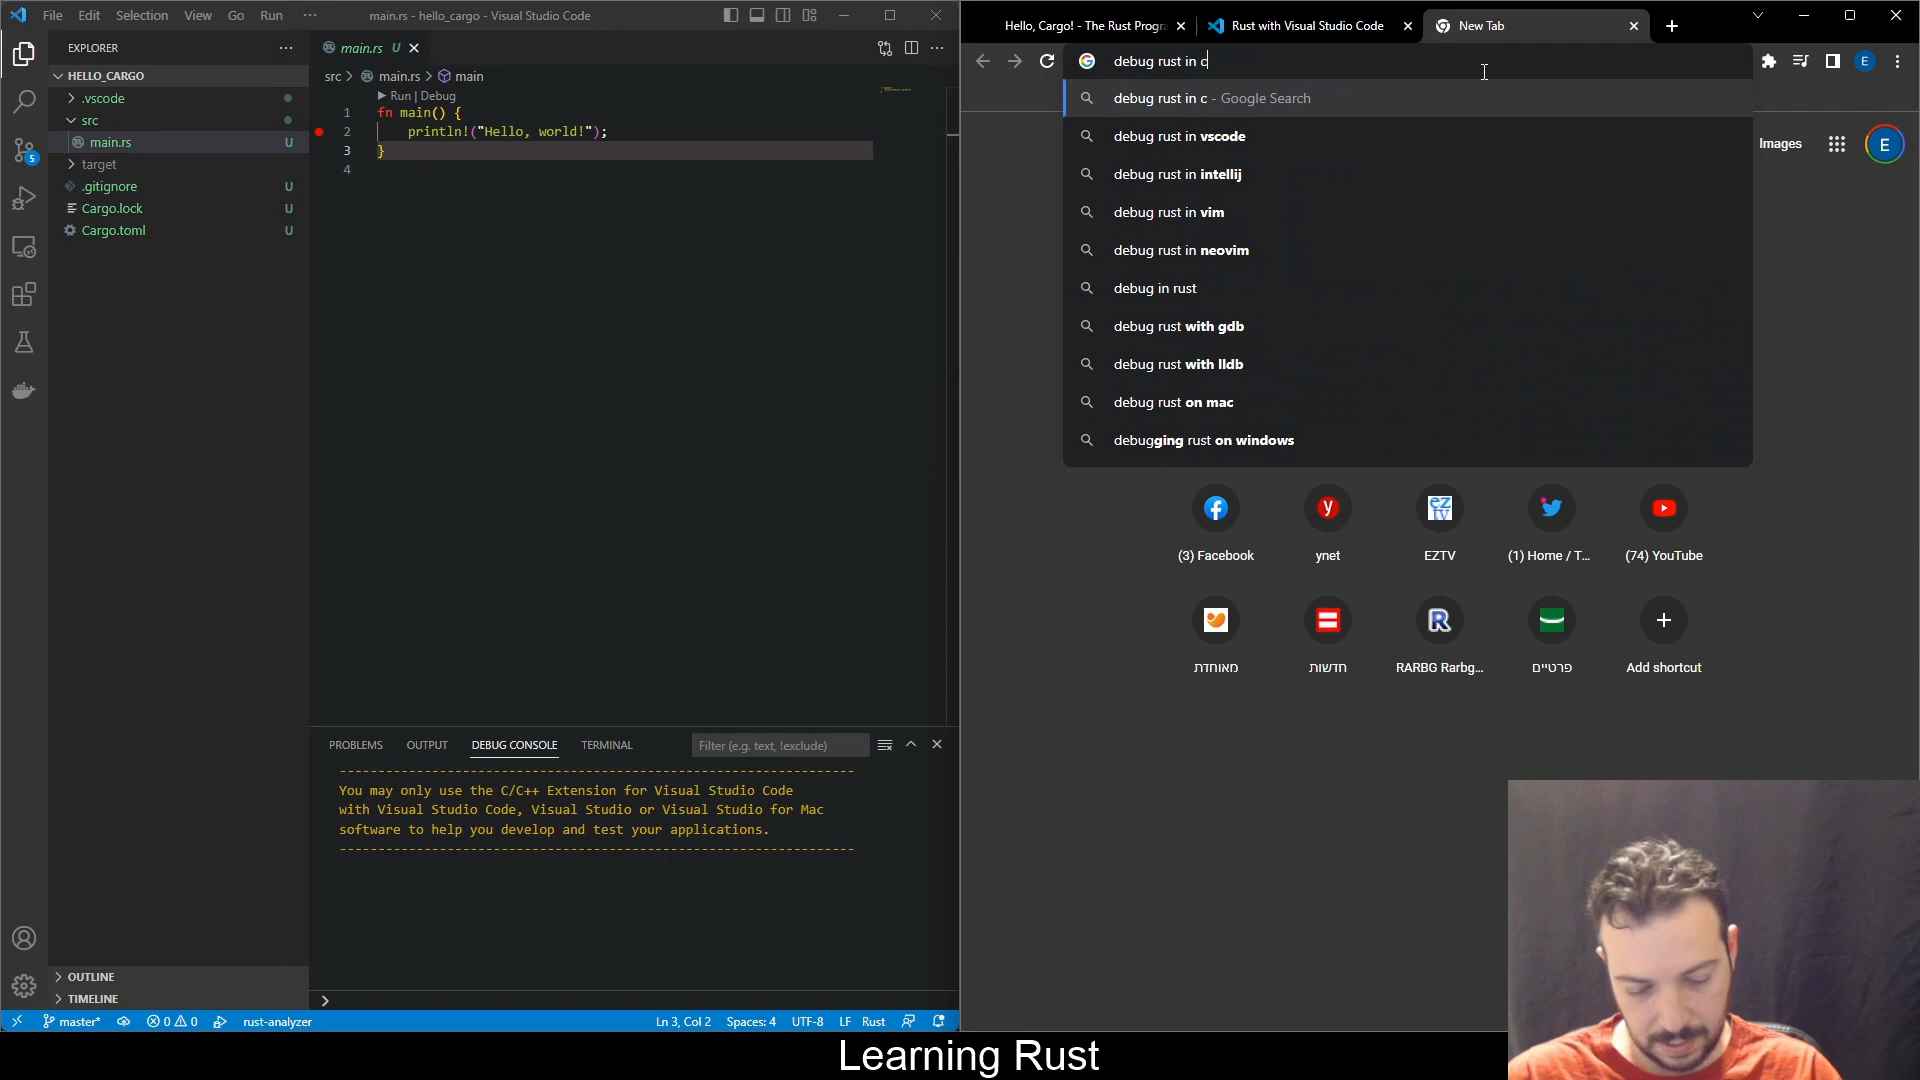 File Edit Selection View Go Run ··· main.rs - hello_cargo - Visual Studio Code
EXPLORER ···
HELLO_CARGO
.vscode
src
main.rs U
target
.gitignore U
Cargo.lock U
Cargo.toml U
OUTLINE
TIMELINE
5
main.rs U
src > main.rs > main
Run | Debug
1 fn main() {
2 println!("Hello, world!");
3 }
4
PROBLEMS OUTPUT DEBUG CONSOLE TERMINAL Filter (e.g. text, !exclude)
-------------------------------------------------------------------
You may only use the C/C++ Extension for Visual Studio Code
with Visual Studio Code, Visual Studio or Visual Studio for Mac
software to help you develop and test your applications.
-------------------------------------------------------------------
master* 0 0 rust-analyzer Ln 3, Col 2 Spaces: 4 UTF-8 LF Rust
Hello, Cargo! - The Rust Progra Rust with Visual Studio Code New Tab
debug rust in c E
debug rust in c - Google Search
debug rust in vscode
debug rust in intellij
debug rust in vim
debug rust in neovim
debug in rust
debug rust with gdb
debug rust with lldb
debug rust on mac
debugging rust on windows
Images E
(3) Facebook ynet EZTV (1) Home / T... (74) YouTube
מאוחדת חדשות RARBG Rarbg... פרטיים Add shortcut
Learning Rust